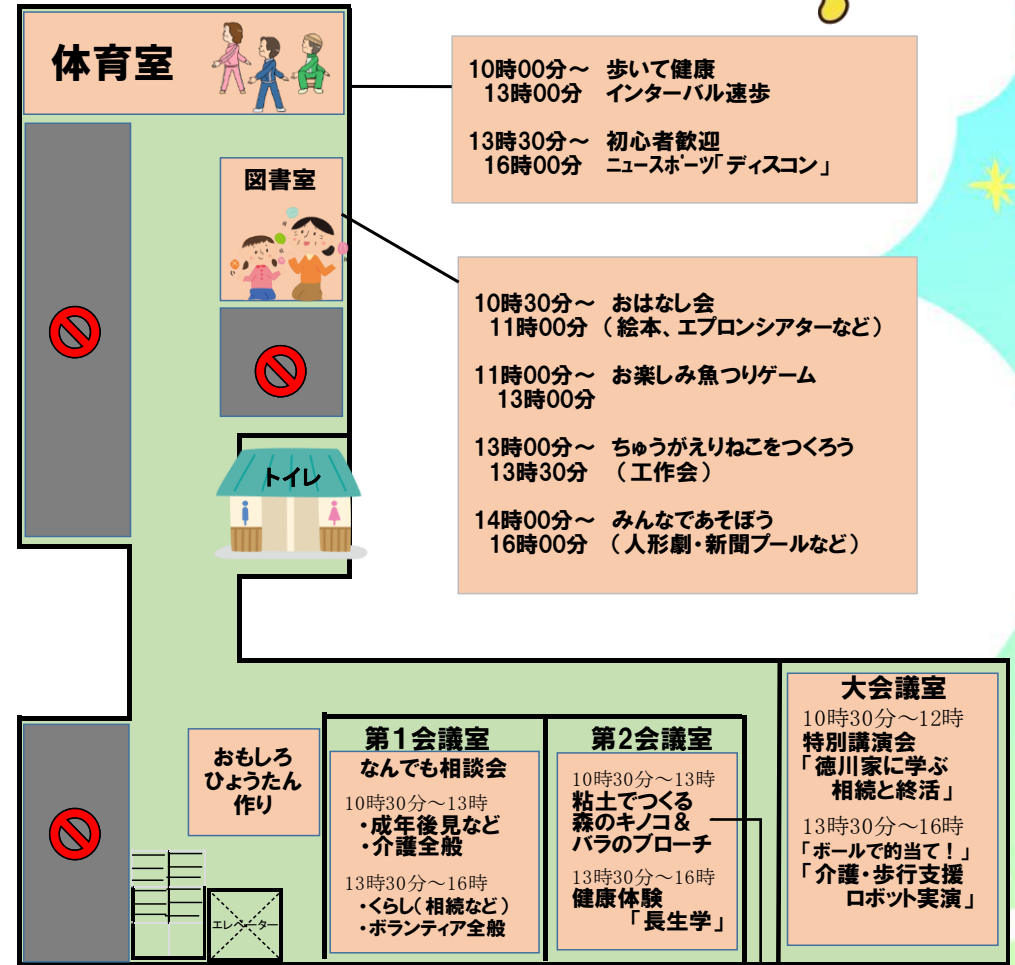 体育室
10時00分～ 歩いて健康
13時00分 インターバル速歩
13時30分～ 初心者歓迎
16時00分 ニュースポーツ「ディスコン」
図書室
10時30分～ おはなし会
11時00分 （絵本、エプロンシアターなど）
11時00分～ お楽しみ魚つりゲーム
13時00分
13時00分～ ちゅうがえりねこをつくろう
13時30分 （工作会）
14時00分～ みんなであそぼう
16時00分 （人形劇・新聞プールなど）
トイレ
おもしろ
ひょうたん
作り
エレベーター
第１会議室
なんでも相談会
10時30分～13時
・成年後見など
・介護全般
13時30分～16時
・くらし（相続など）
・ボランティア全般
第2会議室
10時30分～13時
粘土でつくる
森のキノコ＆
バラのブローチ
13時30分～16時
健康体験
「長生学」
大会議室
10時30分～12時
特別講演会
「徳川家に学ぶ
相続と終活」
13時30分～16時
「ボールで的当て！」
「介護・歩行支援
ロボット実演」